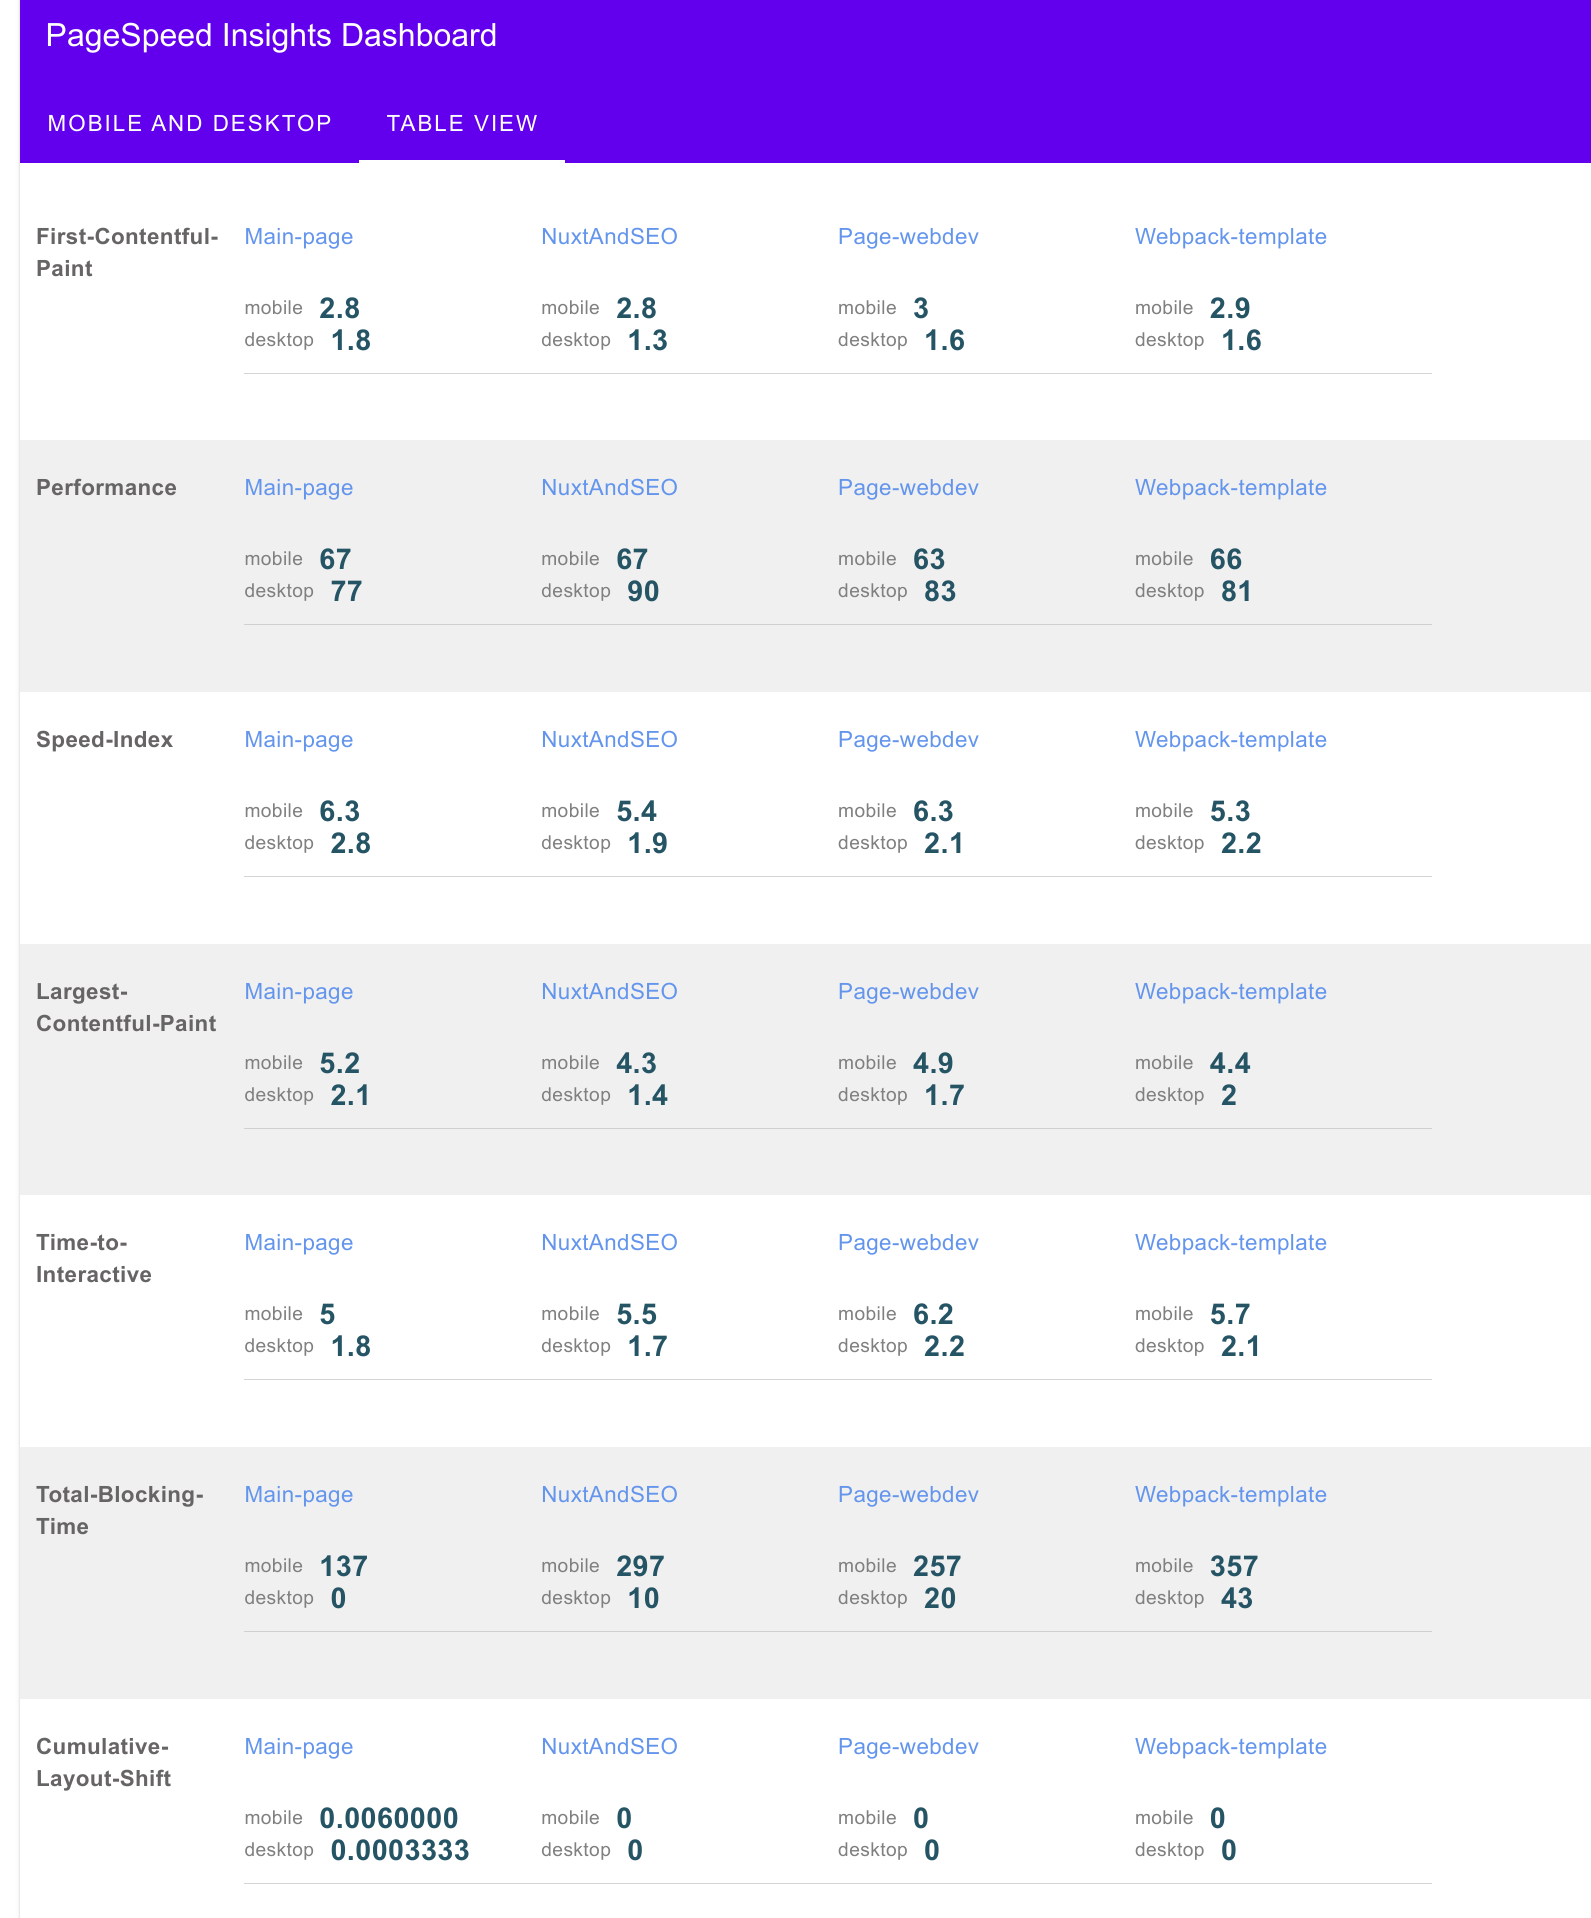 PageSpeed Insights Dashboard
MOBILE AND DESKTOP TABLE VIEW
First-Contentful-
Paint
Main-page NuxtAndSEO Page-webdev Webpack-template
mobile 2.8 mobile 2.8 mobile 3 mobile 2.9
desktop 1.8 desktop 1.3 desktop 1.6 desktop 1.6
Performance
Main-page NuxtAndSEO Page-webdev Webpack-template
mobile 67 mobile 67 mobile 63 mobile 66
desktop 77 desktop 90 desktop 83 desktop 81
Speed-Index
Main-page NuxtAndSEO Page-webdev Webpack-template
mobile 6.3 mobile 5.4 mobile 6.3 mobile 5.3
desktop 2.8 desktop 1.9 desktop 2.1 desktop 2.2
Largest-
Contentful-Paint
Main-page NuxtAndSEO Page-webdev Webpack-template
mobile 5.2 mobile 4.3 mobile 4.9 mobile 4.4
desktop 2.1 desktop 1.4 desktop 1.7 desktop 2
Time-to-
Interactive
Main-page NuxtAndSEO Page-webdev Webpack-template
mobile 5 mobile 5.5 mobile 6.2 mobile 5.7
desktop 1.8 desktop 1.7 desktop 2.2 desktop 2.1
Total-Blocking-
Time
Main-page NuxtAndSEO Page-webdev Webpack-template
mobile 137 mobile 297 mobile 257 mobile 357
desktop 0 desktop 10 desktop 20 desktop 43
Cumulative-
Layout-Shift
Main-page NuxtAndSEO Page-webdev Webpack-template
mobile 0.0060000 mobile 0 mobile 0 mobile 0
desktop 0.0003333 desktop 0 desktop 0 desktop 0